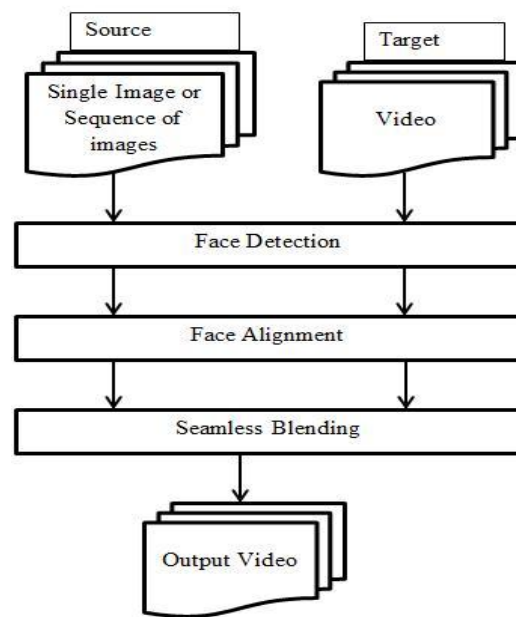 Source
Target
Single Image or
Sequence of
images
Video
Face Detection
Face Alignment
Seamless Blending
Output Video